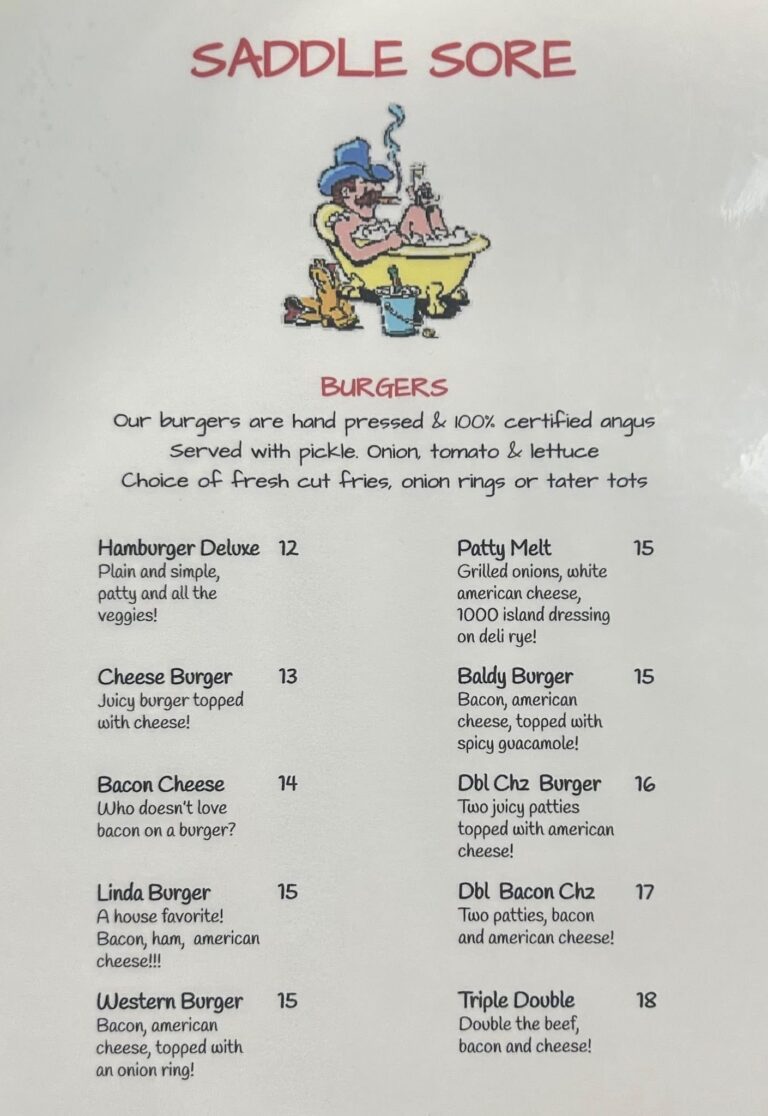 SADDLE SORE
BURGERS
Our burgers are hand pressed & 100% certified angus
Served with pickle. Onion, tomato & lettuce
Choice of fresh cut fries, onion rings or tater tots
Hamburger Deluxe 12
Plain and simple,
patty and all the
veggies!
Cheese Burger 13
Juicy burger topped
with cheese!
Bacon Cheese 14
Who doesn't love
bacon on a burger?
Linda Burger 15
A house favorite!
Bacon, ham, american
cheese!!!
Western Burger 15
Bacon, american
cheese, topped with
an onion ring!
Patty Melt 15
Grilled onions, white
american cheese,
1000 island dressing
on deli rye!
Baldy Burger 15
Bacon, american
cheese, topped with
spicy guacamole!
Dbl Chz Burger 16
Two juicy patties
topped with american
cheese!
Dbl Bacon Chz 17
Two patties, bacon
and american cheese!
Triple Double 18
Double the beef,
bacon and cheese!